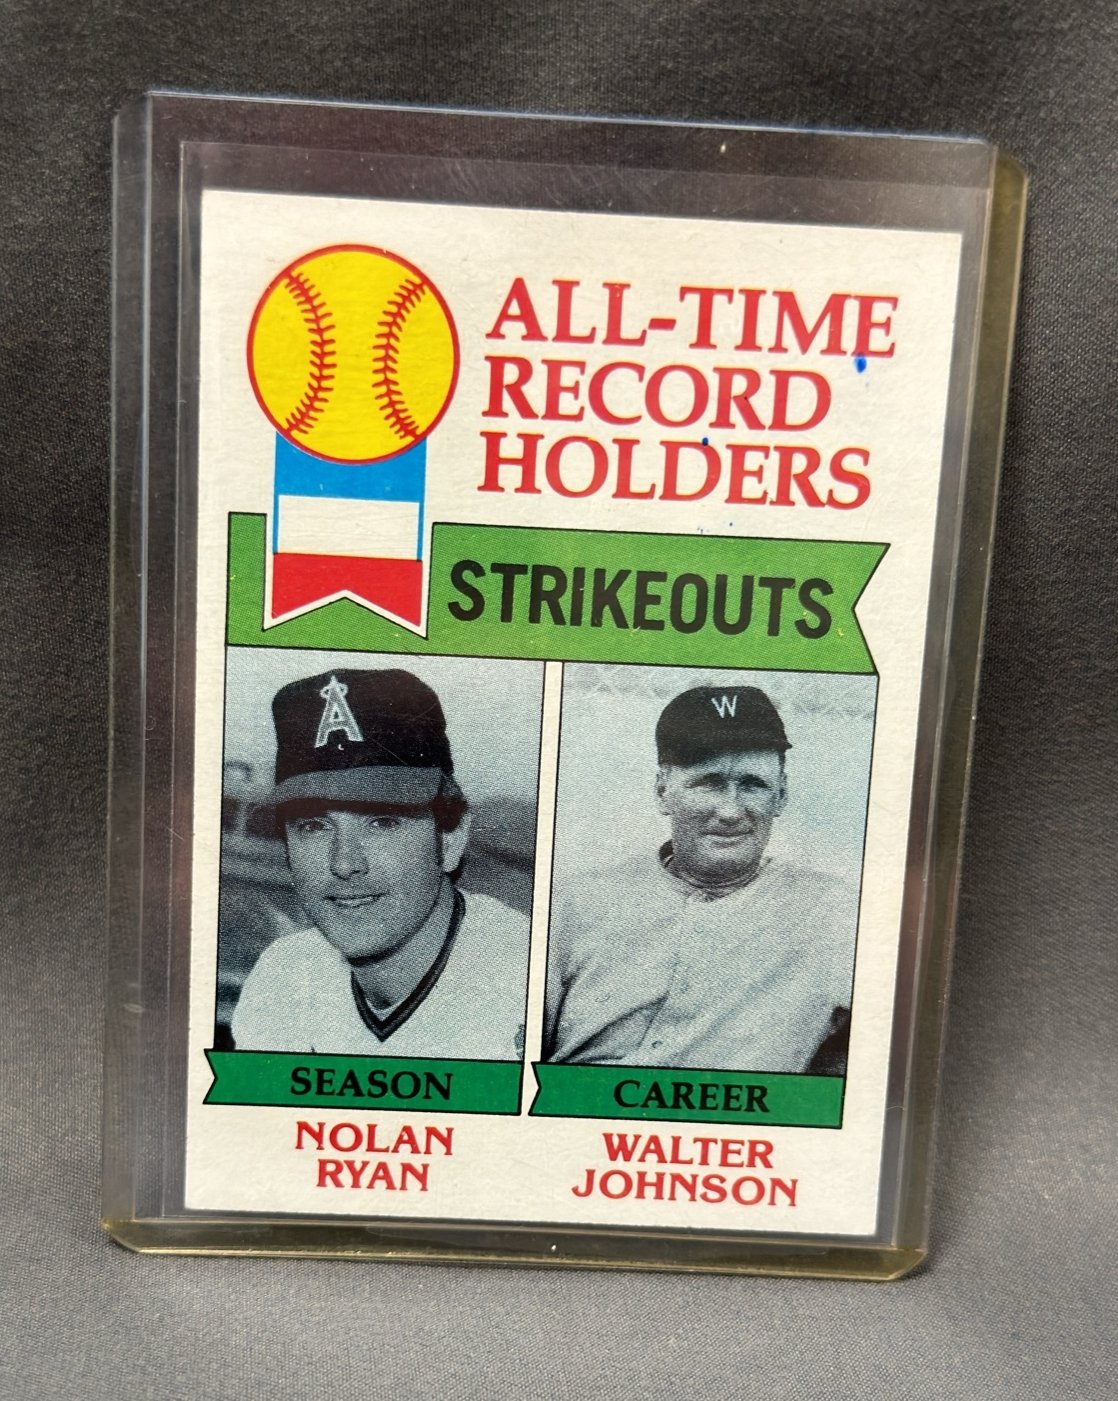 ALL-TIME
RECORD
HOLDERS
STRIKEOUTS
A
W
SEASON
CAREER
NOLAN
RYAN
WALTER
JOHNSON